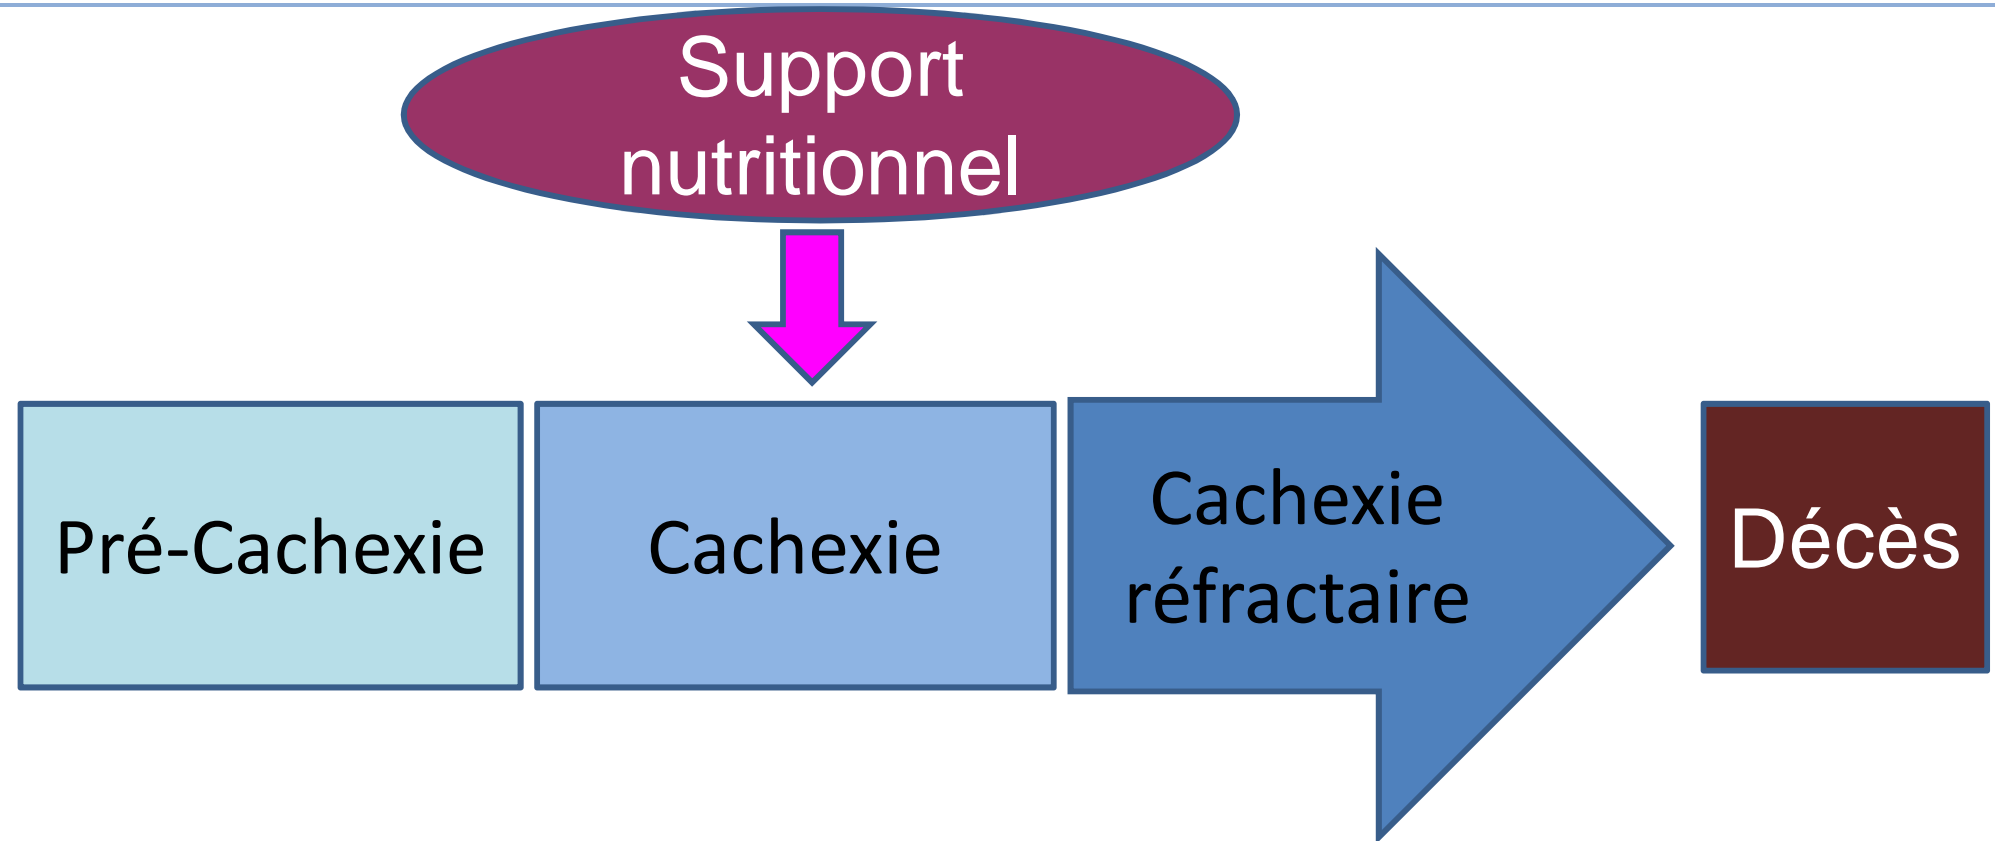 Support
nutritionnel
Pré-Cachexie
Cachexie
Cachexie
réfractaire
Décès